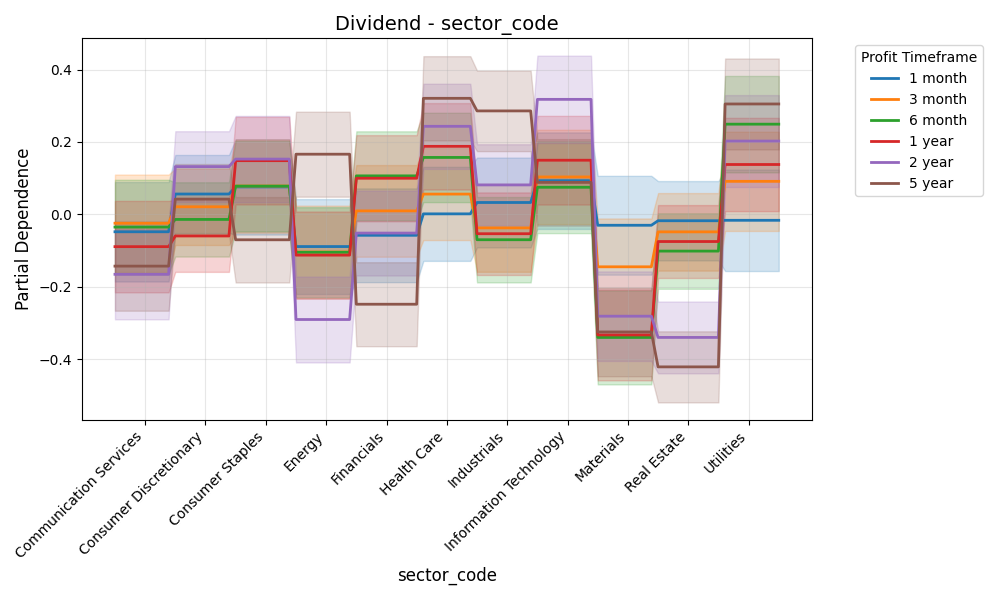 Dividend - sector_code
Profit Timeframe
1 month
3 month
6 month
1 year
2 year
5 year
Partial Dependence
0.4
0.2
0.0
−0.2
−0.4
Communication Services
Consumer Discretionary
Consumer Staples
Energy
Financials
Health Care
Industrials
Information Technology
Materials
Real Estate
Utilities
sector_code